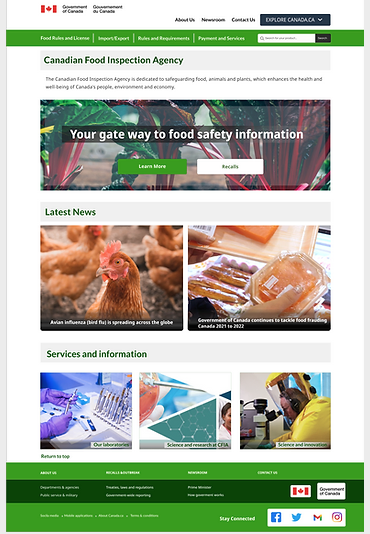 Government of Canada
Gouvernement du Canada
About Us Newsroom Contact Us EXPLORE CANADA.CA
Food Rules and License Import/Export Rules and Requirements Payment and Services Search
Canadian Food Inspection Agency
The Canadian Food Inspection Agency is dedicated to safeguarding food, animals and plants, which enhances the health and
well-being of Canada's people, environment and economy.
Your gate way to food safety information
Learn More Recalls
Latest News
Avian influenza (bird flu) is spreading across the globe
Government of Canada continues to tackle food frauding
Canada 2021 to 2022
Services and information
Our laboratories Science and research at CFIA Science and innovation
Return to top
ABOUT US RECALLS &OUTBREAK NEWSROOM CONTACT US
Departments & agencies Treaties, laws and regulations Prime Minister
Public service & military Government-wide reporting How government works
Government
of Canada
Socila media Mobile applications About Canada.ca Terms & conditions
Stay Connected